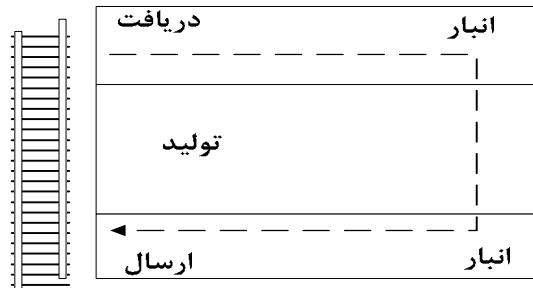 دریافت
انبار
تولید
انبار
ارسال